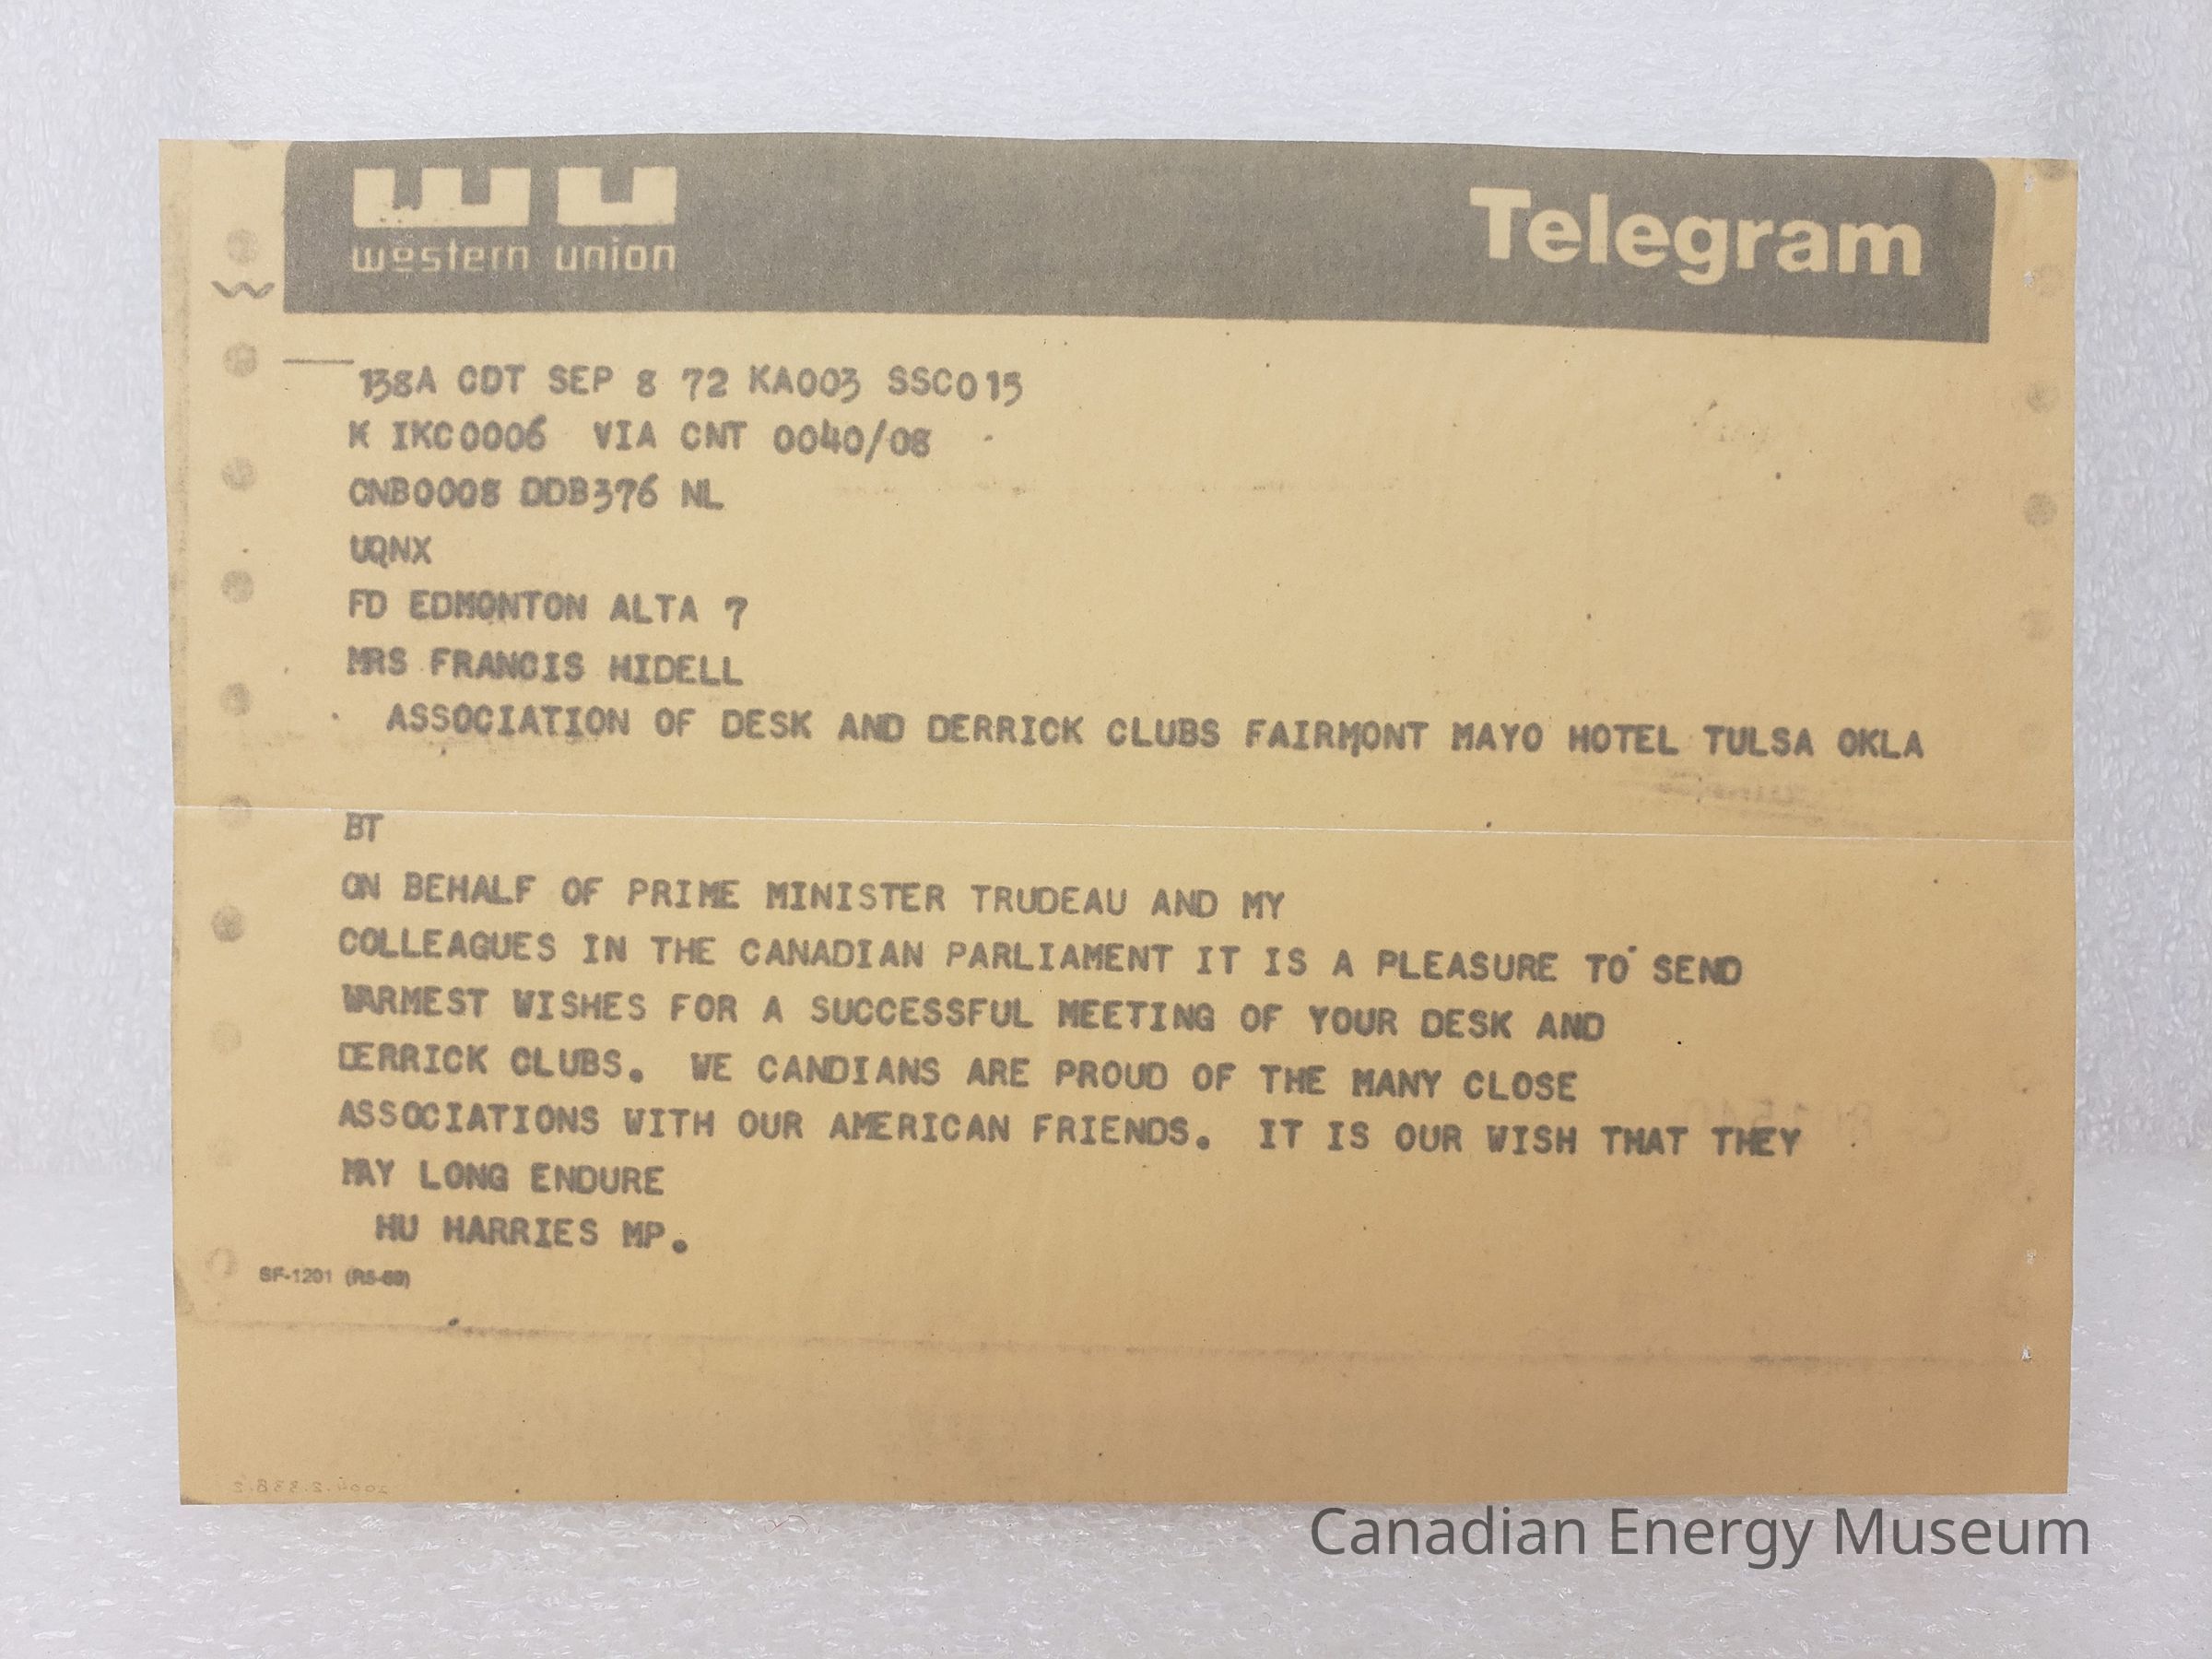 WU
western union
Telegram
138A CDT SEP 8 72 KA003 SSC015
K IKC0006 VIA CNT 0040/08
CNB0008 DDB376 NL
UQNX
FD EDMONTON ALTA 7
MRS FRANCIS HIDELL
ASSOCIATION OF DESK AND DERRICK CLUBS FAIRMONT MAYO HOTEL TULSA OKLA
BT
ON BEHALF OF PRIME MINISTER TRUDEAU AND MY
COLLEAGUES IN THE CANADIAN PARLIAMENT IT IS A PLEASURE TO SEND
WARMEST WISHES FOR A SUCCESSFUL MEETING OF YOUR DESK AND
DERRICK CLUBS. WE CANDIANS ARE PROUD OF THE MANY CLOSE
ASSOCIATIONS WITH OUR AMERICAN FRIENDS. IT IS OUR WISH THAT THEY
MAY LONG ENDURE
HU HARRIES MP.
SF-1201 (R5-69)
2004.2.338.2
Canadian Energy Museum